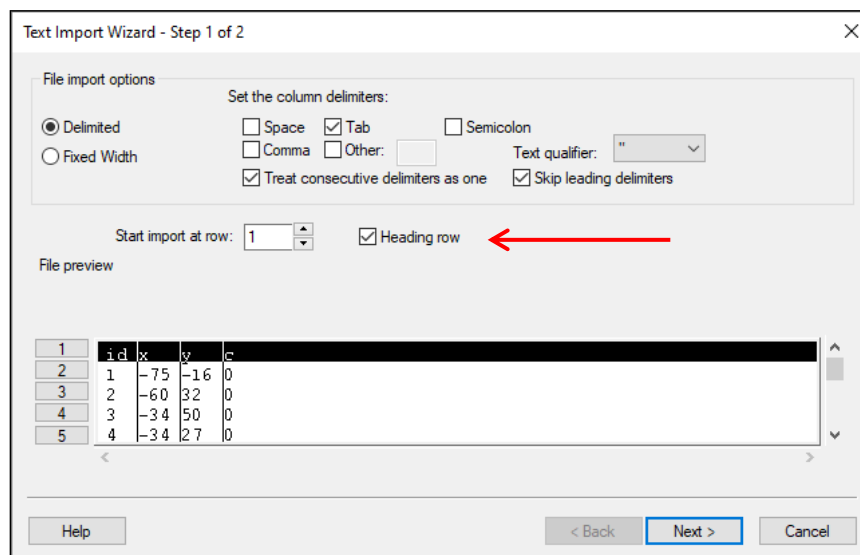 Text Import Wizard - Step 1 of 2
File import options
Set the column delimiters:
Delimited
Space Tab Semicolon
Fixed Width
Comma Other: Text qualifier: "
Treat consecutive delimiters as one Skip leading delimiters
Start import at row: 1 Heading row
File preview
1 id x y c
2 1 -75 -16 0
3 2 -60 32 0
4 3 -34 50 0
5 4 -34 27 0
Help < Back Next > Cancel